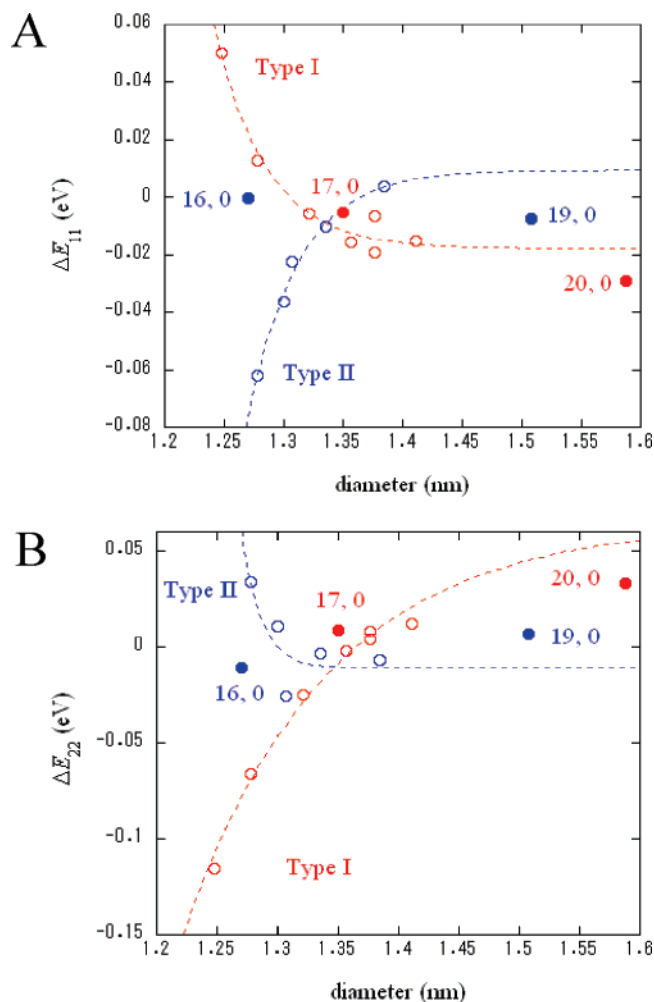 A
0.06
0.04
0.02
0
-0.02
-0.04
-0.06
-0.08
ΔE11 (eV)
Type I
16, 0
17, 0
19, 0
20, 0
Type II
1.2 1.25 1.3 1.35 1.4 1.45 1.5 1.55 1.6
diameter (nm)
B
0.05
0
-0.05
-0.1
-0.15
ΔE22 (eV)
Type II
17, 0
20, 0
19, 0
16, 0
Type I
1.2 1.25 1.3 1.35 1.4 1.45 1.5 1.55 1.6
diameter (nm)